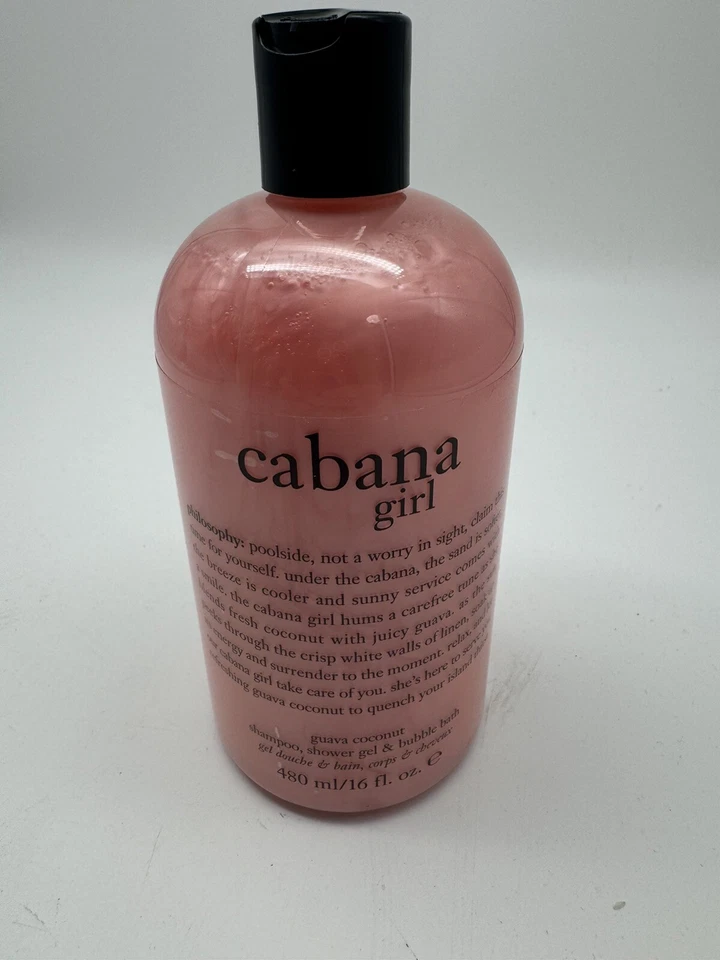 cabana
girl
philosophy: poolside, not a worry in sight, claim this
time for yourself. under the cabana, the sand is softer
the breeze is cooler and sunny service comes with
smile. the cabana girl hums a carefree tune as she
blends fresh coconut with juicy guava. as the
peeks through the crisp white walls of linen,
energy and surrender to the moment. relax,
our cabana girl take care of you. she's here to serve
refreshing guava coconut to quench your island
guava coconut
shampoo, shower gel & bubble bath
gel douche & bain, corps & cheveux
480 ml/16 fl. oz. ℮